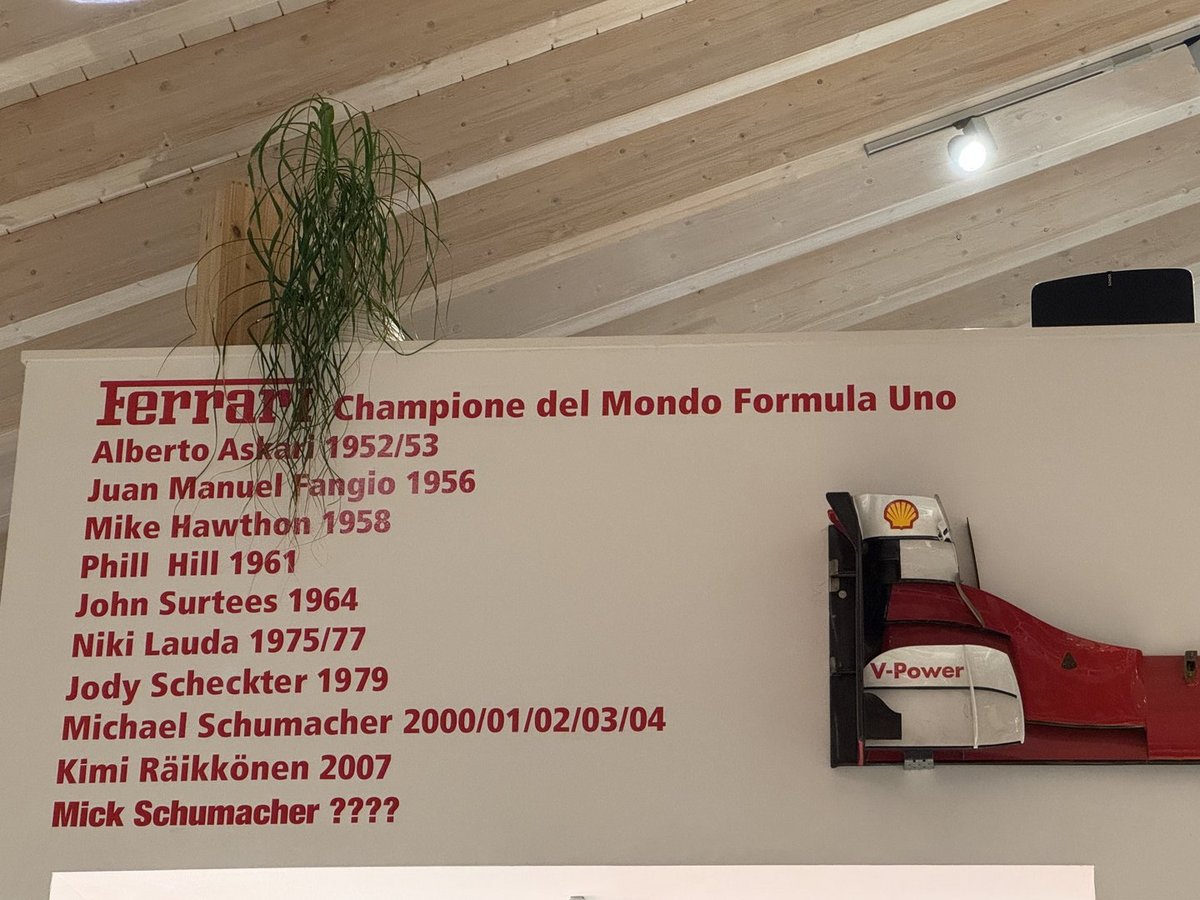 Ferrari Champione del Mondo Formula Uno
Alberto Askari 1952/53
Juan Manuel Fangio 1956
Mike Hawthon 1958
Phill Hill 1961
John Surtees 1964
Niki Lauda 1975/77
Jody Scheckter 1979
Michael Schumacher 2000/01/02/03/04
Kimi Räikkönen 2007
Mick Schumacher ????
V-Power